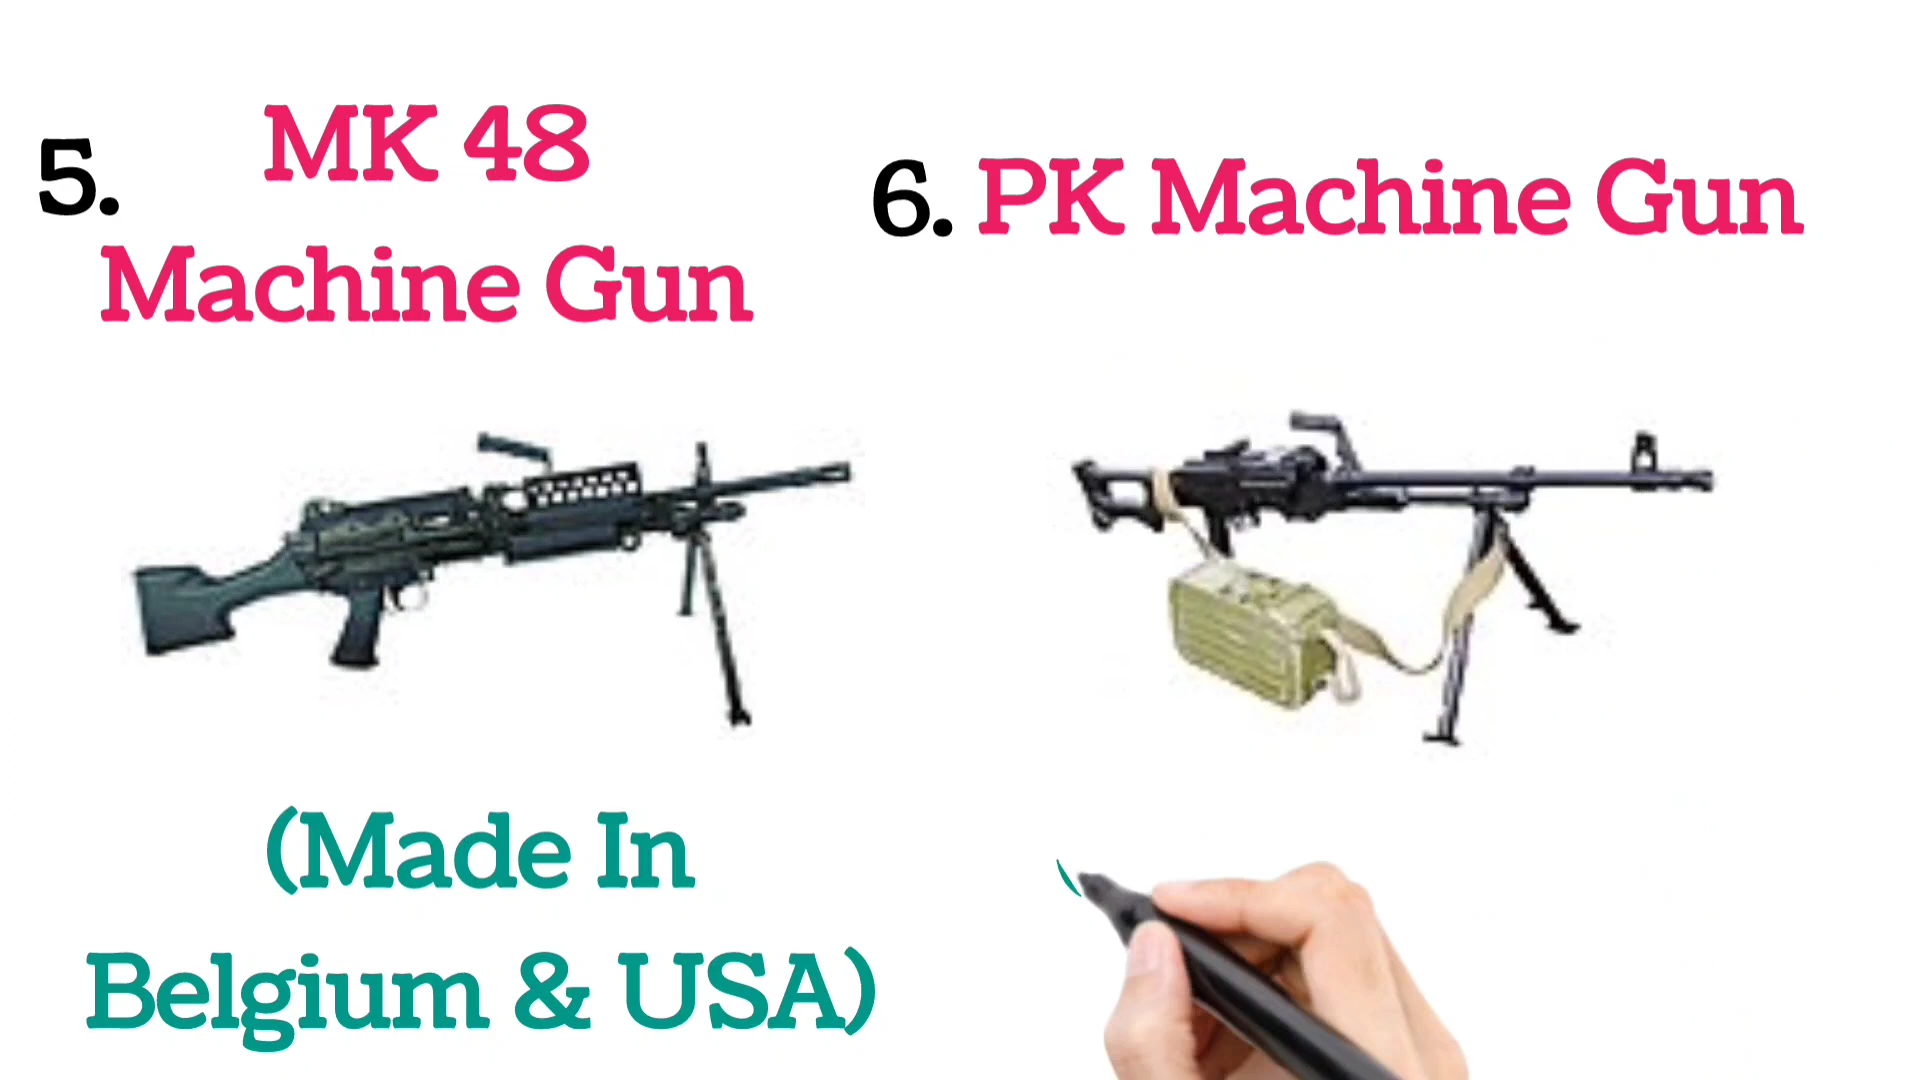 5. MK 48
Machine Gun
(Made In
Belgium & USA)
6. PK Machine Gun